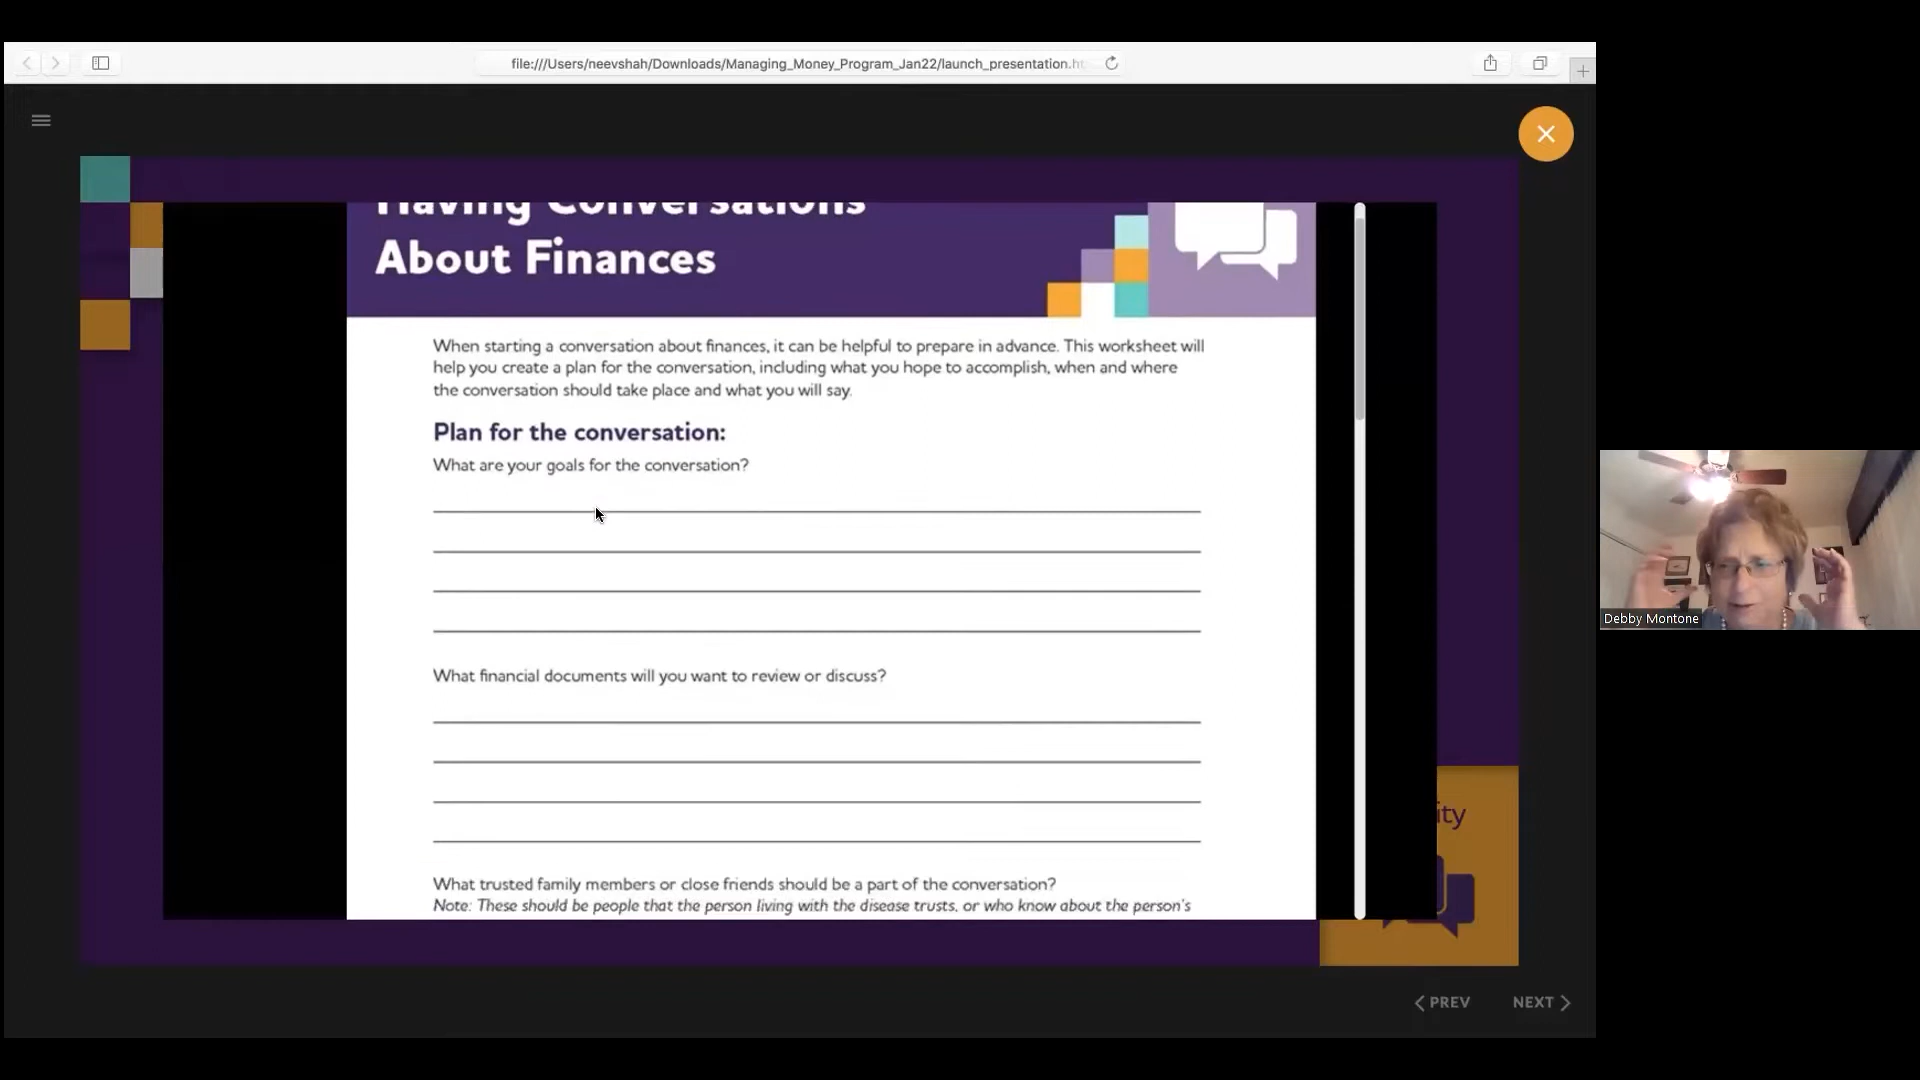 file:///Users/neevshah/Downloads/Managing_Money_Program_Jan22/launch_presentation.ht
Having Conversations
About Finances
When starting a conversation about finances, it can be helpful to prepare in advance. This worksheet will
help you create a plan for the conversation, including what you hope to accomplish, when and where
the conversation should take place and what you will say.
Plan for the conversation:
What are your goals for the conversation?
What financial documents will you want to review or discuss?
What trusted family members or close friends should be a part of the conversation?
Note: These should be people that the person living with the disease trusts, or who know about the person's
ity
Debby Montone
PREV
NEXT